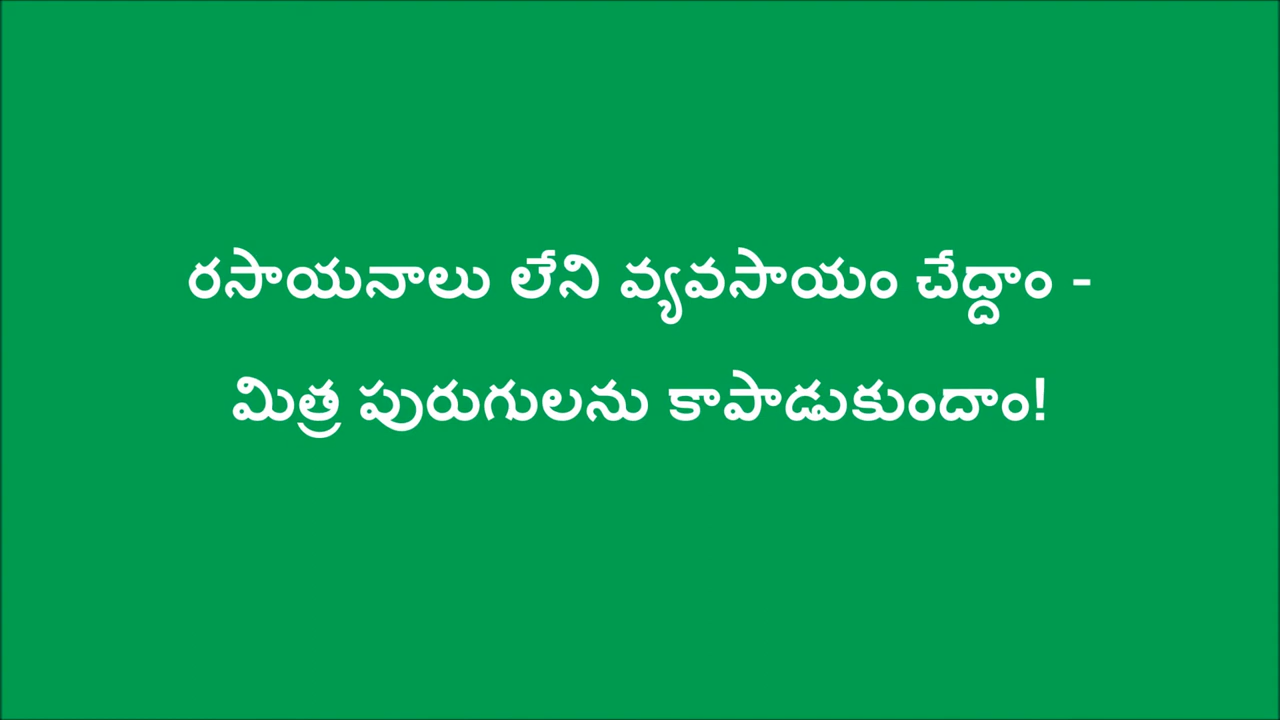 రసాయనాలు లేని వ్యవసాయం చేద్దాం -
మిత్ర పురుగులను కాపాడుకుందాం!